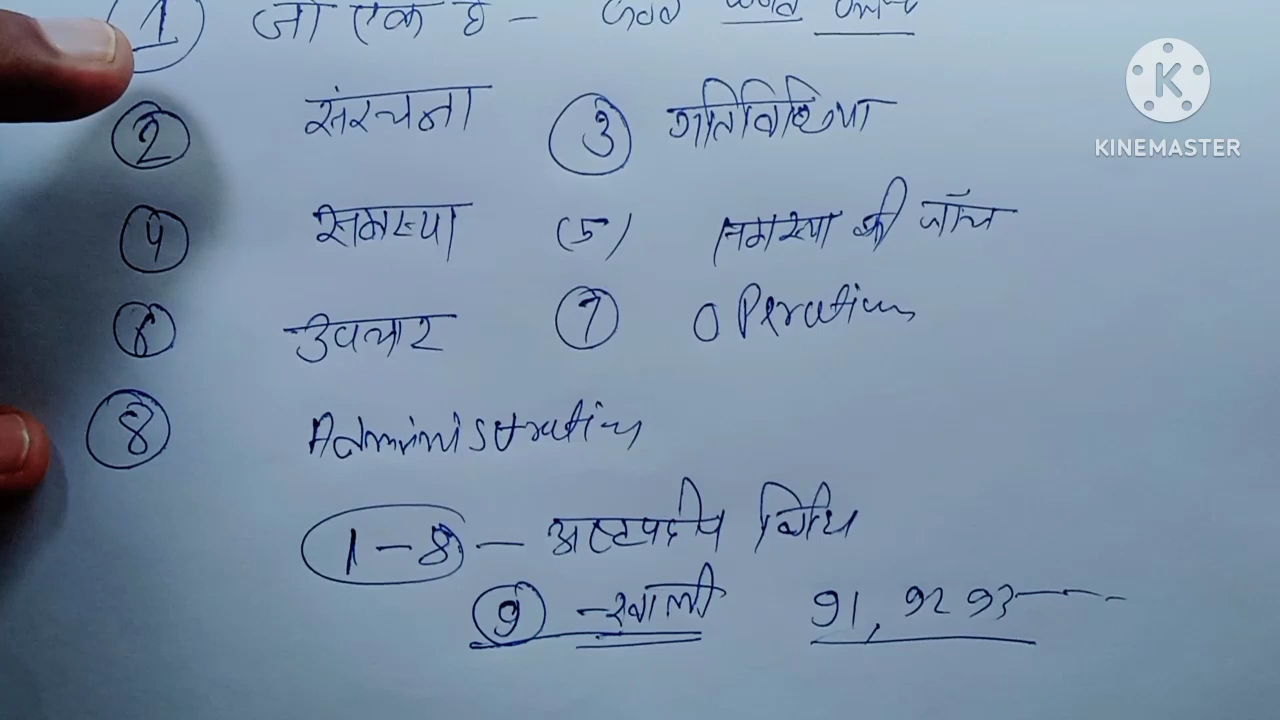 1 जो एक है -
2 संरचना 3 गतिविधिया
KINEMASTER
4 समस्या (5) समस्या की जाँच
6 उपचार 7 Operation
8 Administration
1-8 - अष्टपदीय विधि
9 - खाली 91, 92 93 ----